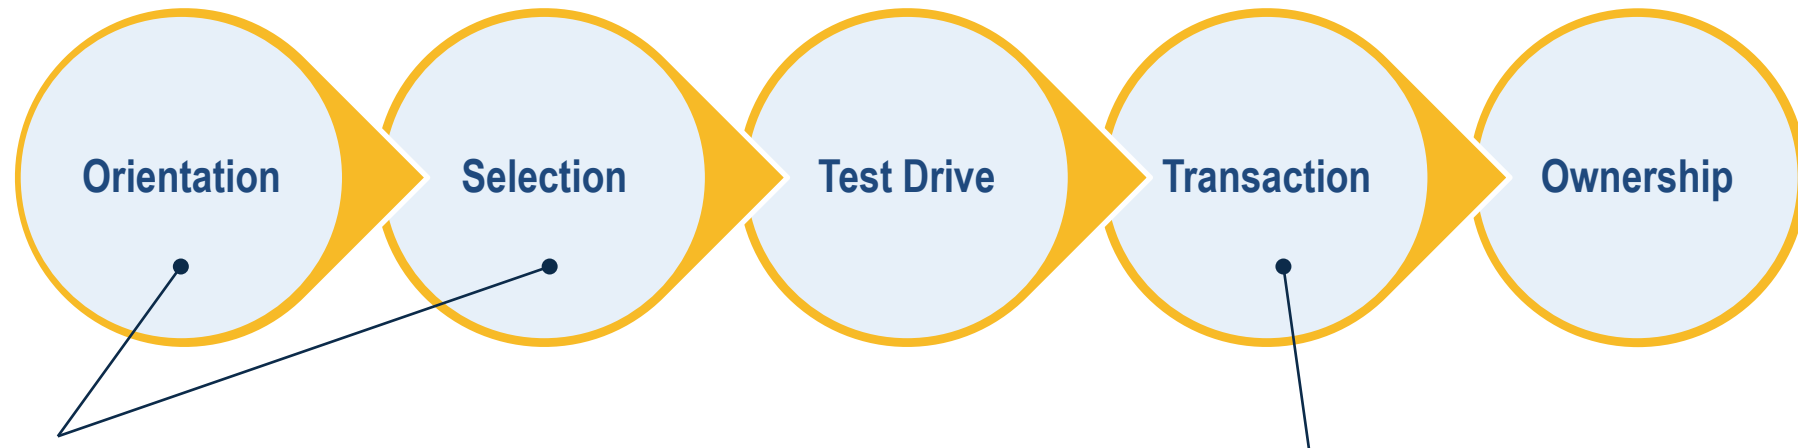 Orientation
Selection
Test Drive
Transaction
Ownership